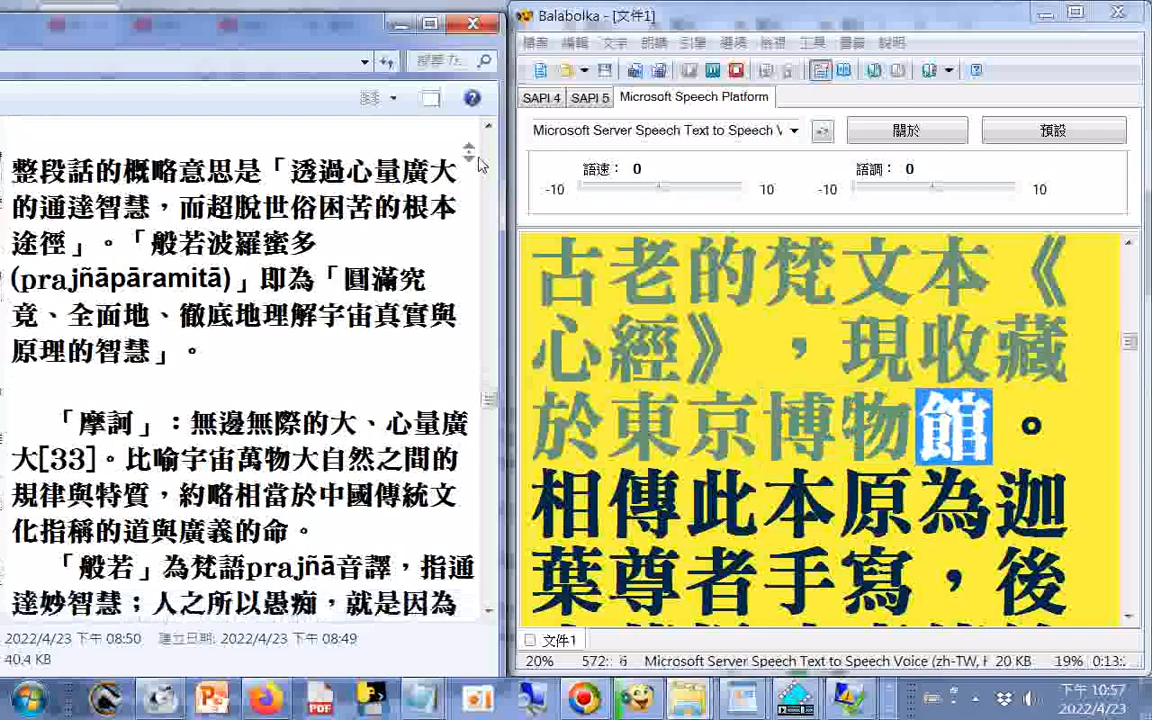 Balabolka - [文件1]
檔案 編輯 文字 朗讀 引擎 選項 檢視 工具 書籤 說明
SAPI 4 SAPI 5 Microsoft Speech Platform
Microsoft Server Speech Text to Speech V
關於 預設
語速： 0 語調： 0
-10 10 -10 10
整段話的概略意思是「透過心量廣大
的通達智慧，而超脫世俗困苦的根本
途徑」。「般若波羅蜜多
(prajñāpāramitā)」即為「圓滿究
竟、全面地、徹底地理解宇宙真實與
原理的智慧」。
「摩訶」：無邊無際的大、心量廣
大[33]。比喻宇宙萬物大自然之間的
規律與特質，約略相當於中國傳統文
化指稱的道與廣義的命。
「般若」為梵語prajñā音譯，指通
達妙智慧；人之所以愚痴，就是因為
2022/4/23 下午 08:50 建立日期: 2022/4/23 下午 08:49
40.4 KB
古老的梵文本《
心經》，現收藏
於東京博物館。
相傳此本原為迦
葉尊者手寫，後
文件1
20% 572: 6 Microsoft Server Speech Text to Speech Voice (zh-TW, 20 KB 19% 0:13:
下午 10:57
2022/4/23